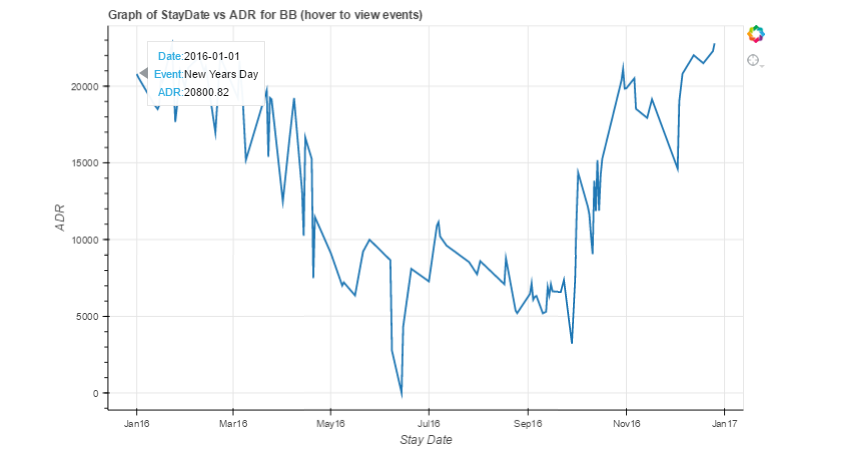 Graph of StayDate vs ADR for BB (hover to view events)
Date:2016-01-01
Event:New Years Day
ADR:20800.82
20000
15000
10000
5000
0
ADR
Jan16 Mar16 May16 Jul16 Sep16 Nov16 Jan17
Stay Date